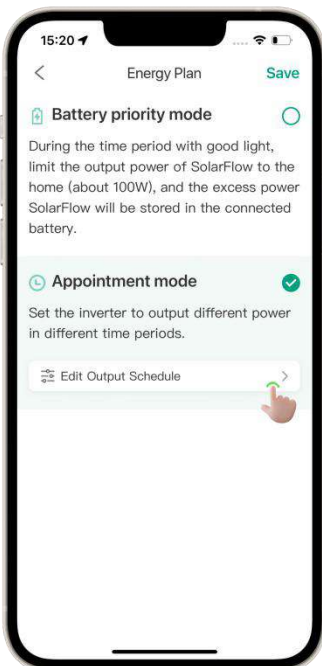 15:20
Energy Plan
Save
Battery priority mode
During the time period with good light,
limit the output power of SolarFlow to the
home (about 100W), and the excess power
SolarFlow will be stored in the connected
battery.
Appointment mode
Set the inverter to output different power
in different time periods.
Edit Output Schedule